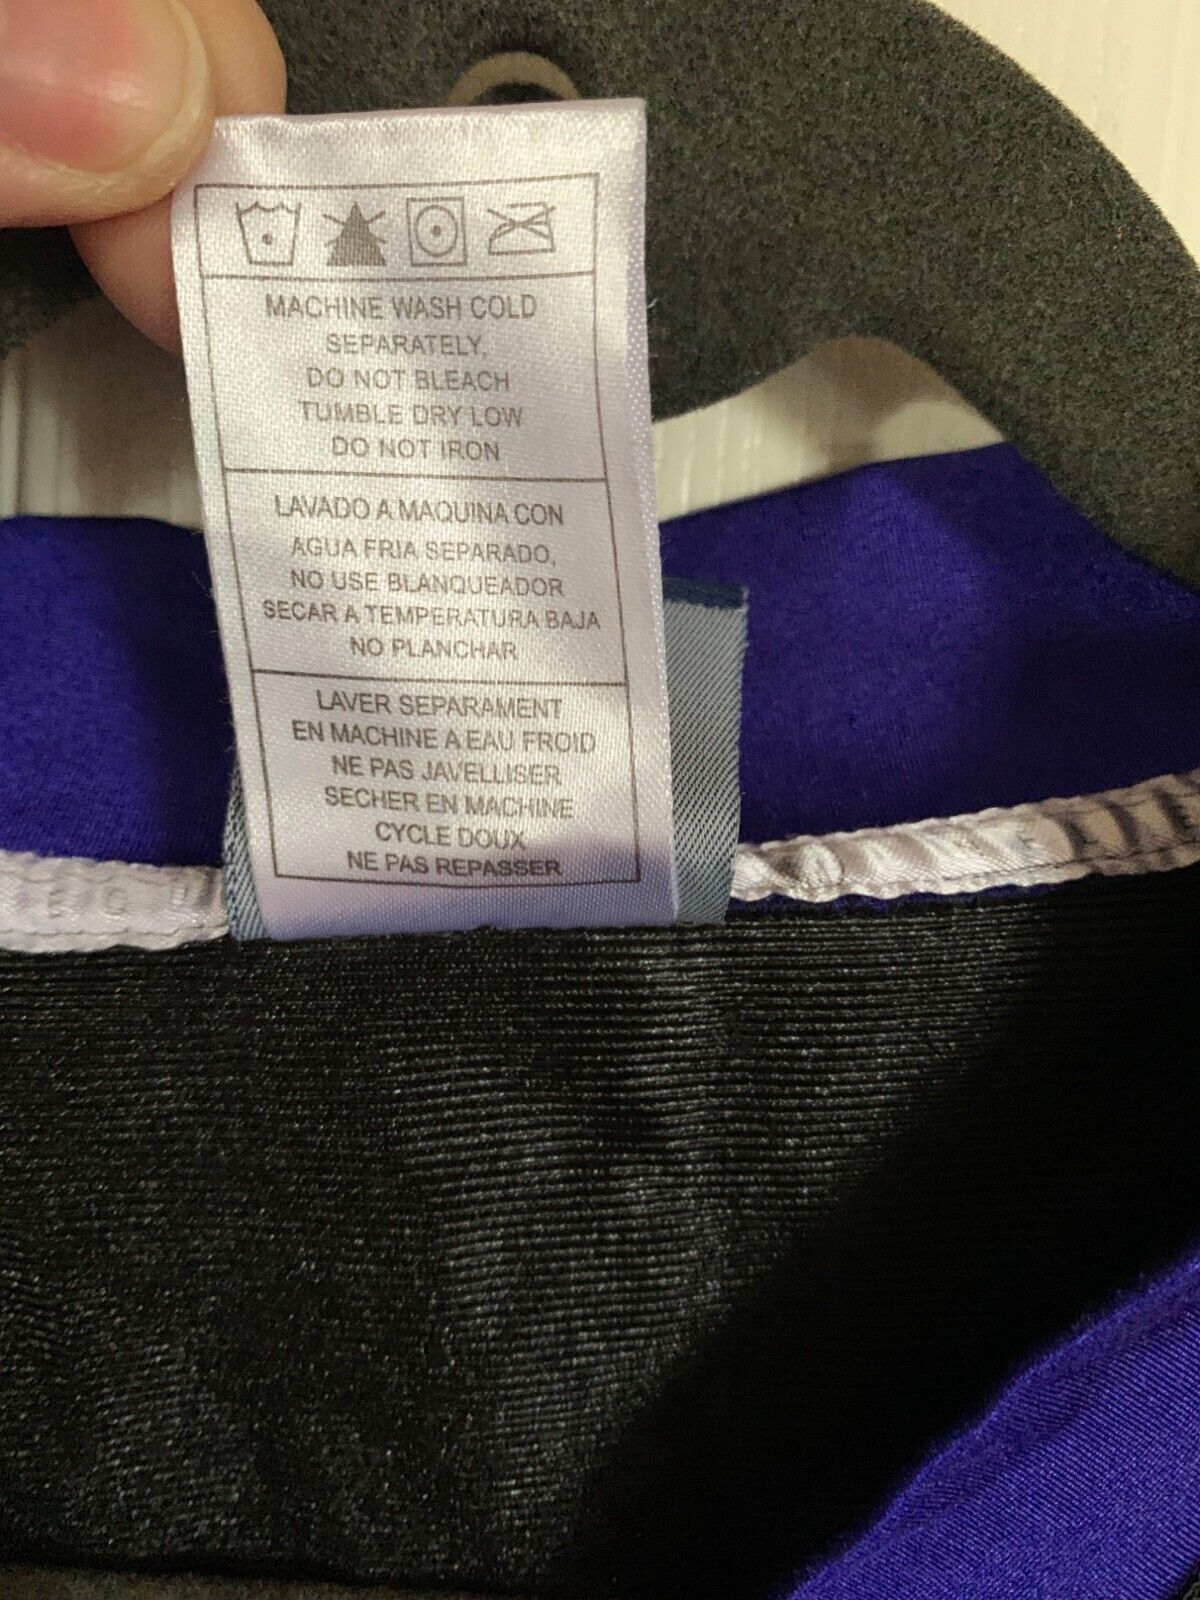 MACHINE WASH COLD
SEPARATELY,
DO NOT BLEACH
TUMBLE DRY LOW
DO NOT IRON
LAVADO A MAQUINA CON
AGUA FRIA SEPARADO,
NO USE BLANQUEADOR
SECAR A TEMPERATURA BAJA
NO PLANCHAR
LAVER SEPARAMENT
EN MACHINE A EAU FROID
NE PAS JAVELLISER
SECHER EN MACHINE
CYCLE DOUX
NE PAS REPASSER